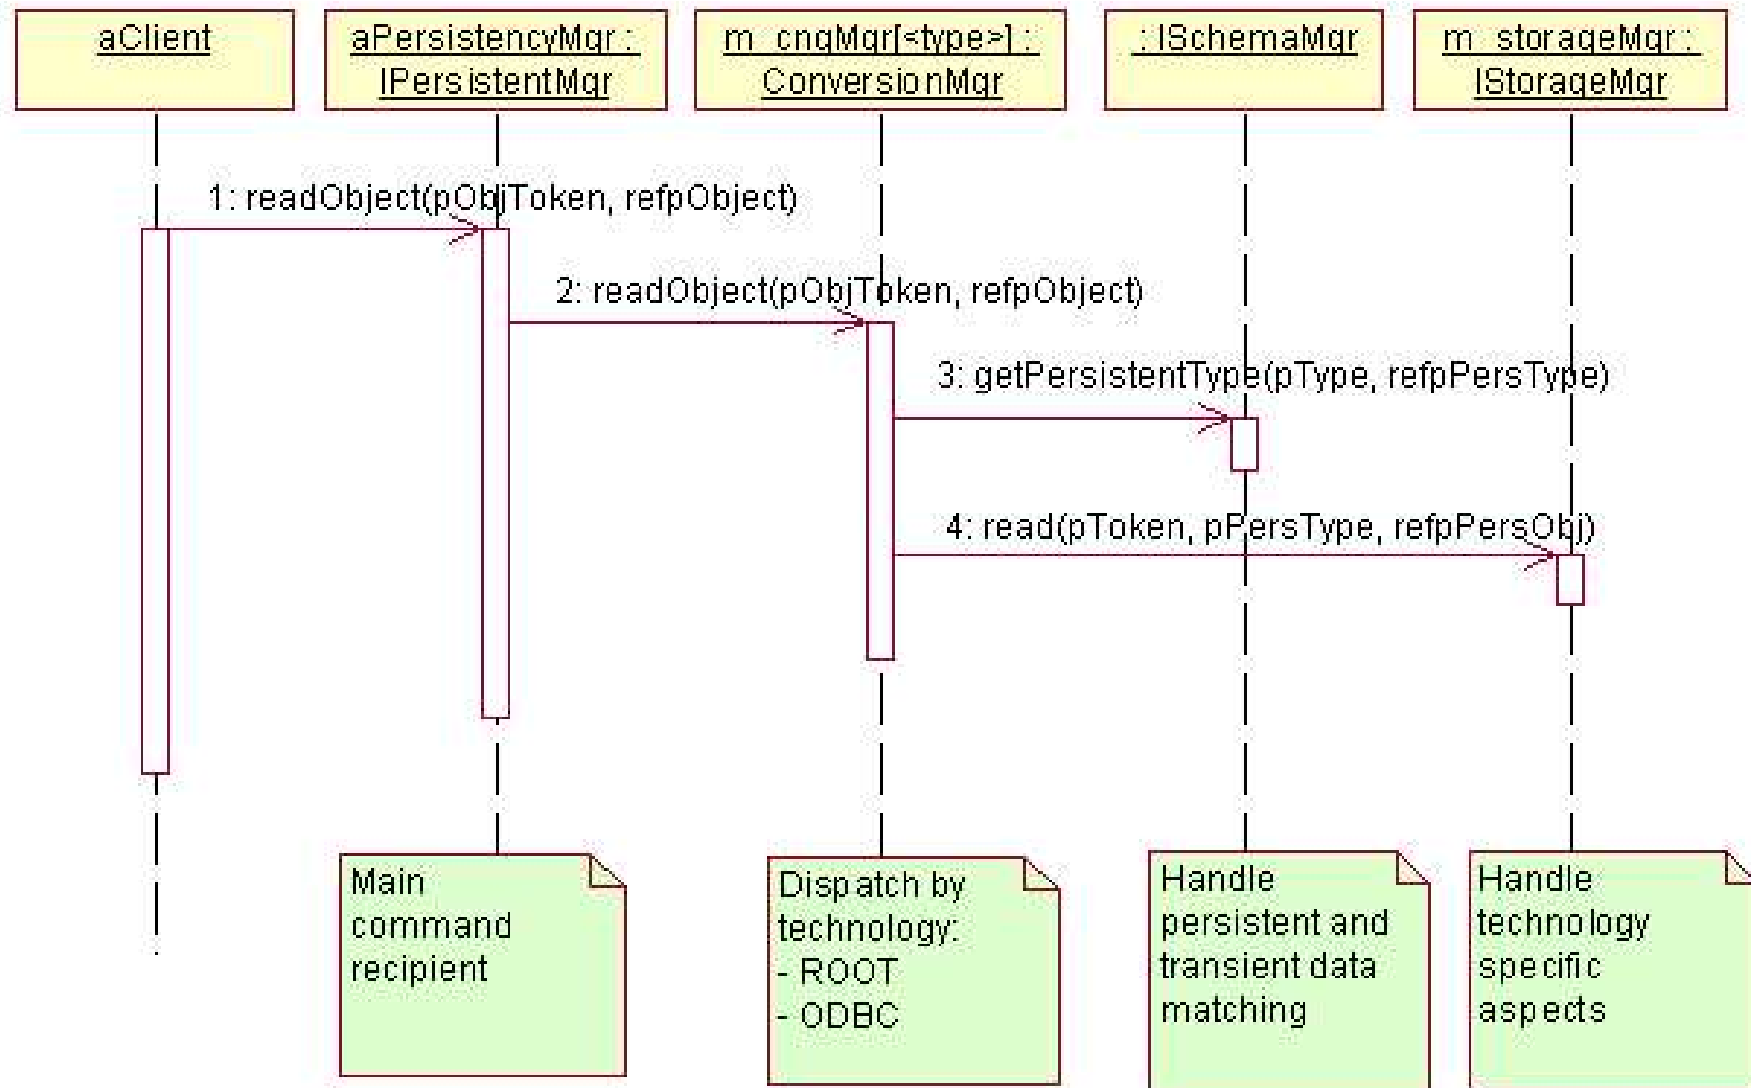 aClient
aPersistencyMgr :
IPersistentMgr
m_cnqMgr[<type>] :
ConversionMgr
: ISchemaMgr
m_storageMgr :
IStorageMgr
1: readObject(pObjToken, refpObject)
2: readObject(pObjToken, refpObject)
3: getPersistentType(pType, refpPersType)
4: read(pToken, pPersType, refpPersObj)
Main
command
recipient
Dispatch by
technology:
- ROOT
- ODBC
Handle
persistent and
transient data
matching
Handle
technology
specific
aspects